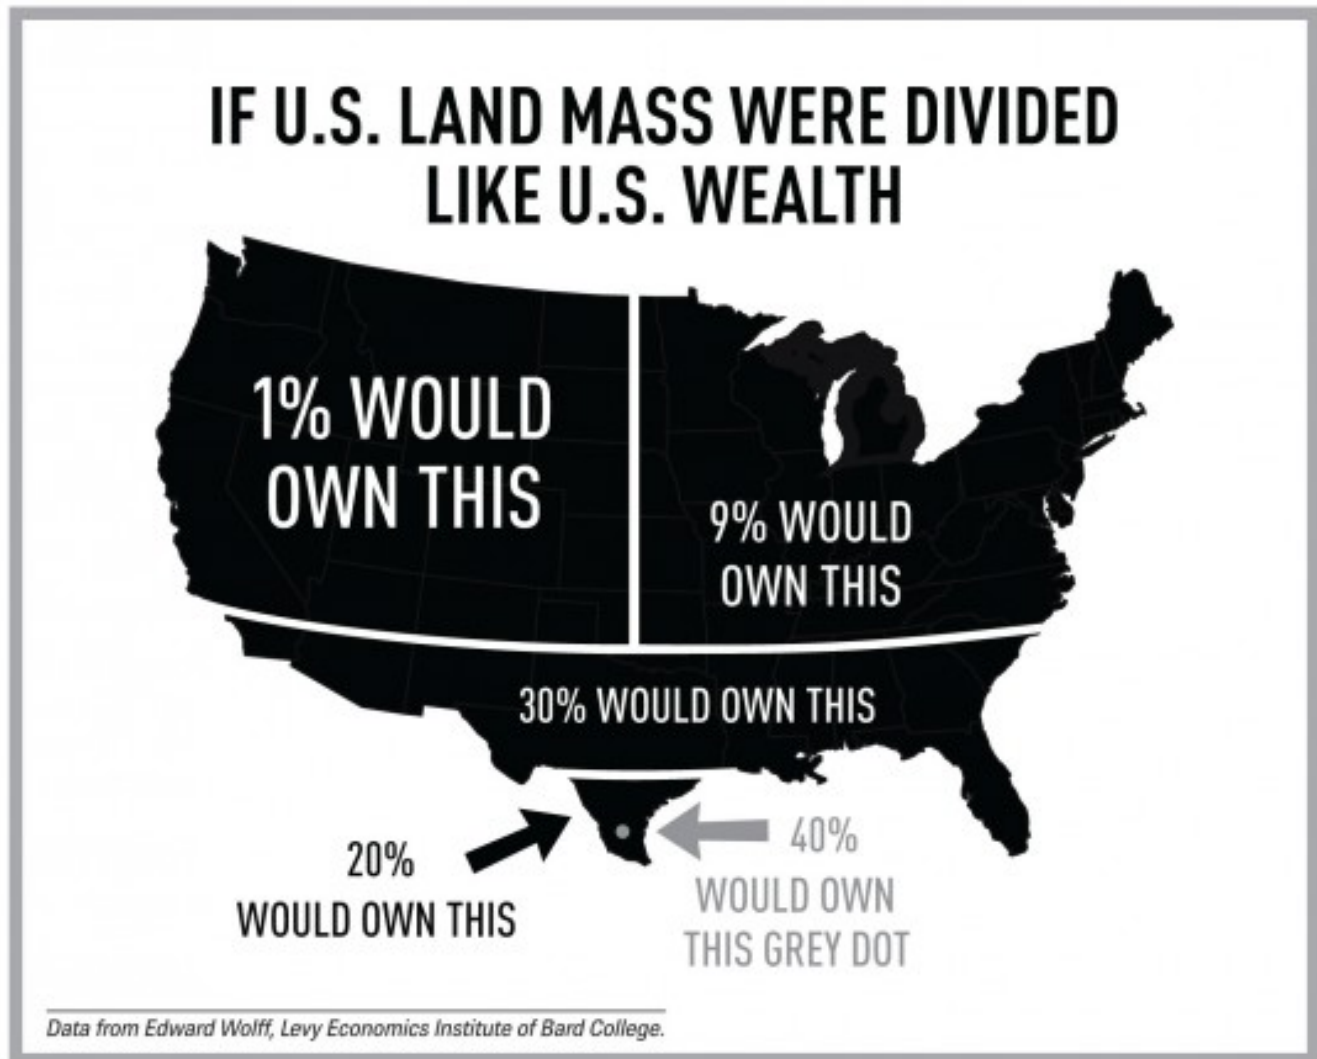 IF U.S. LAND MASS WERE DIVIDED
LIKE U.S. WEALTH
1% WOULD
OWN THIS
9% WOULD
OWN THIS
30% WOULD OWN THIS
20%
WOULD OWN THIS
40%
WOULD OWN
THIS GREY DOT
Data from Edward Wolff, Levy Economics Institute of Bard College.